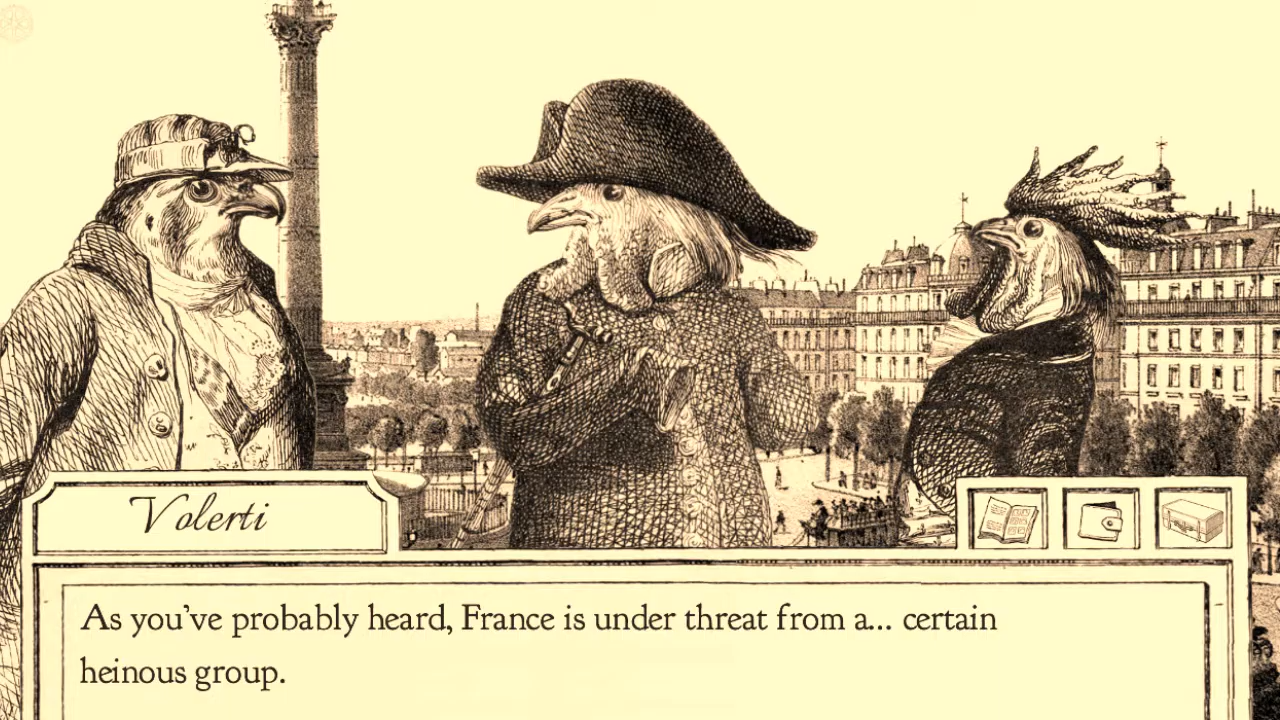 Volerti
As you've probably heard, France is under threat from a... certain
heinous group.